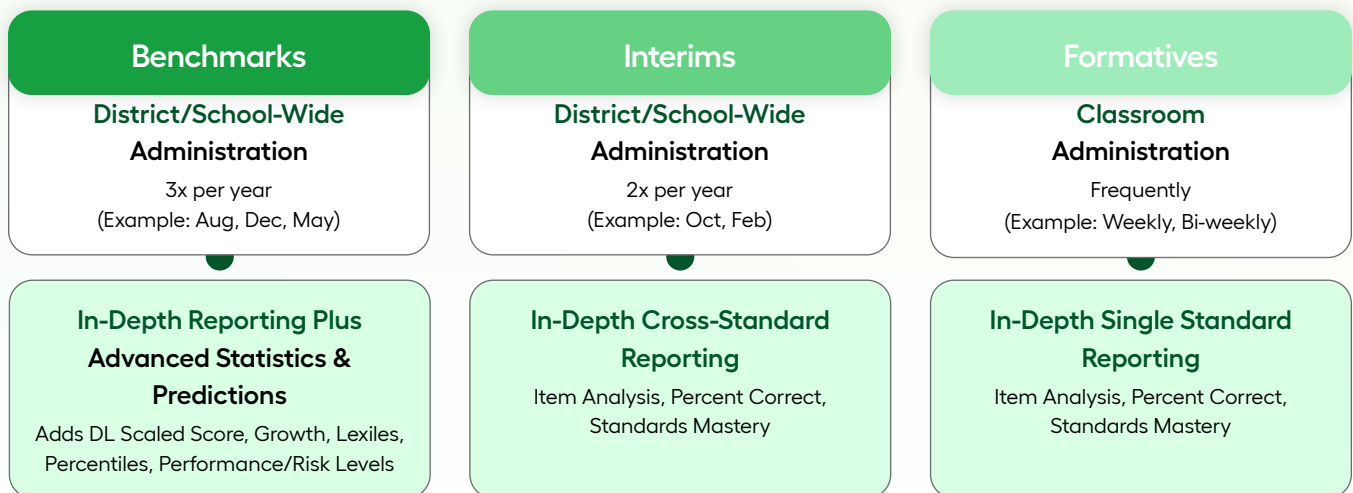 Benchmarks
District/School-Wide
Administration
3x per year
(Example: Aug, Dec, May)
In-Depth Reporting Plus
Advanced Statistics &
Predictions
Adds DL Scaled Score, Growth, Lexiles,
Percentiles, Performance/Risk Levels
Interims
District/School-Wide
Administration
2x per year
(Example: Oct, Feb)
In-Depth Cross-Standard
Reporting
Item Analysis, Percent Correct,
Standards Mastery
Formatives
Classroom
Administration
Frequently
(Example: Weekly, Bi-weekly)
In-Depth Single Standard
Reporting
Item Analysis, Percent Correct,
Standards Mastery